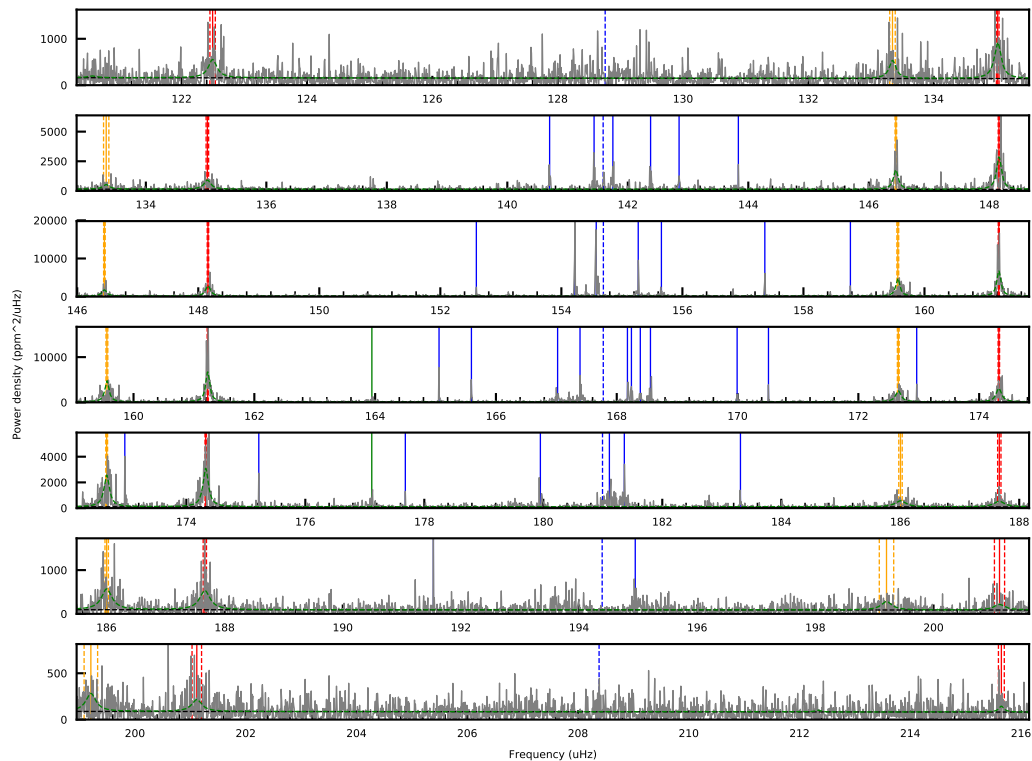 1000
0
122 124 126 128 130 132 134
5000
2500
0
134 136 138 140 142 144 146 148
20000
10000
0
146 148 150 152 154 156 158 160
Power density (ppm^2/uHz)
10000
0
160 162 164 166 168 170 172 174
4000
2000
0
174 176 178 180 182 184 186 188
1000
0
186 188 190 192 194 196 198 200
500
0
200 202 204 206 208 210 212 214 216
Frequency (uHz)